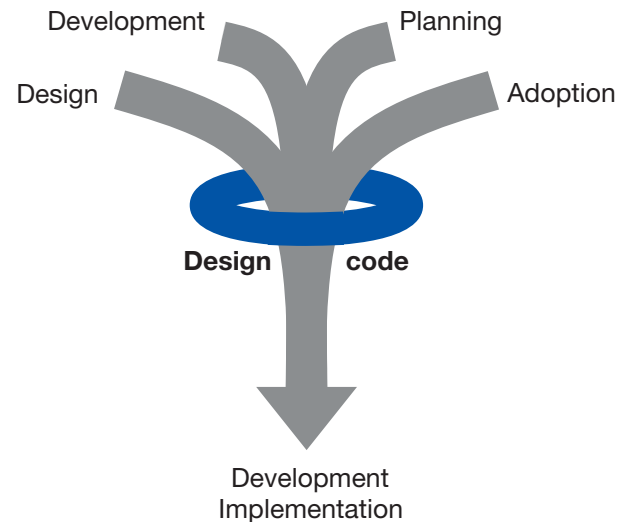 Development
Planning
Design
Adoption
Design code
Development
Implementation